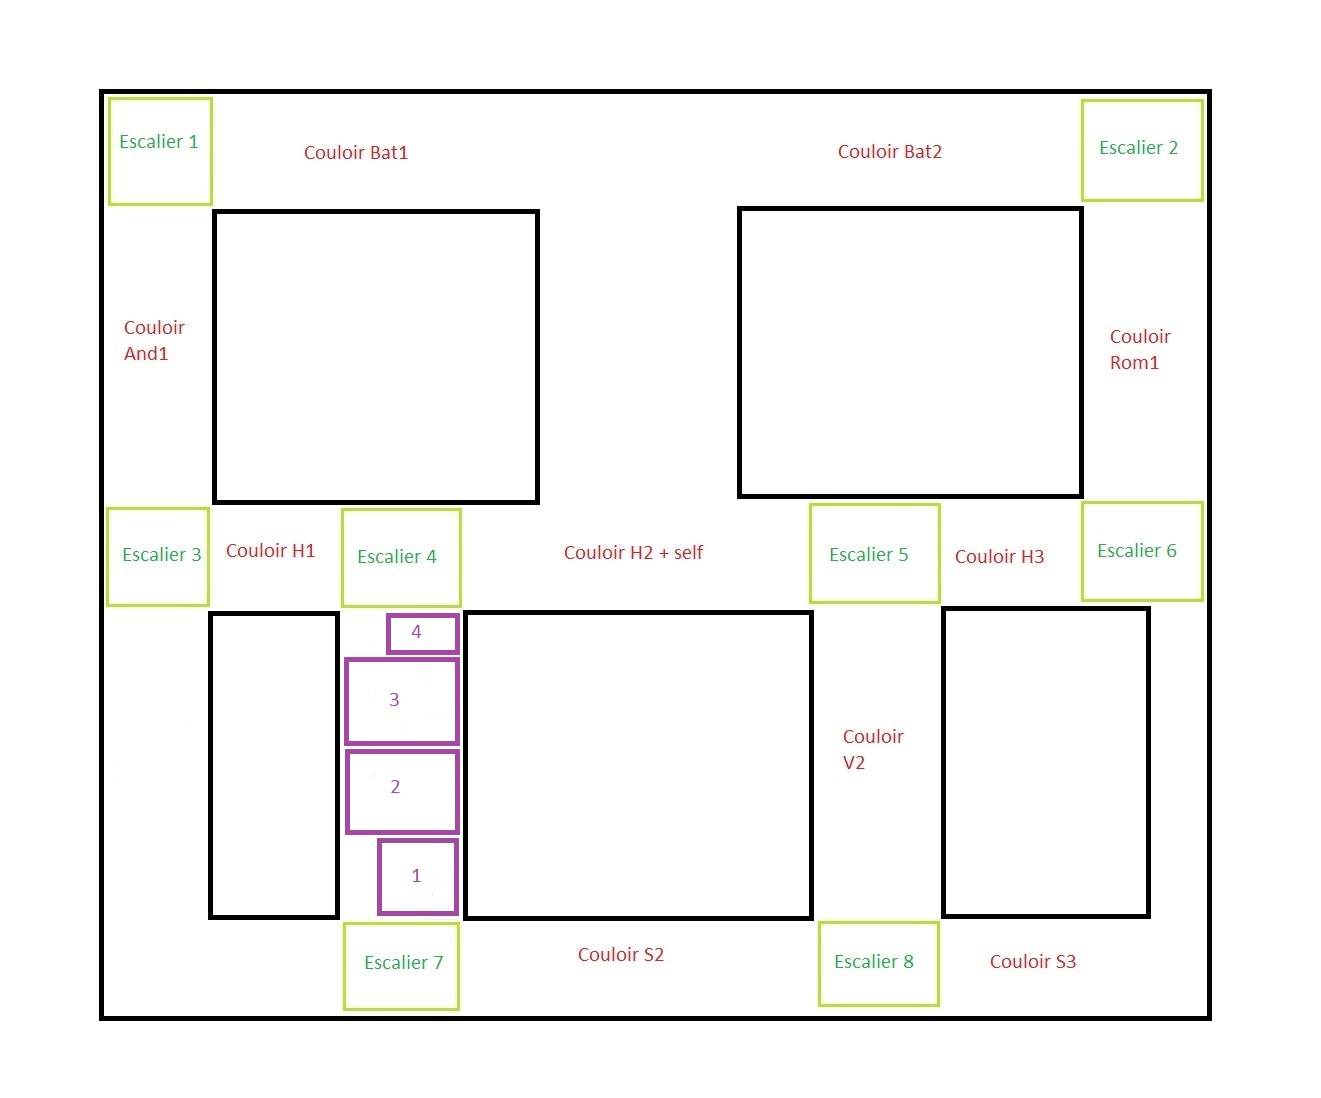 Escalier 1
Couloir Bat1
Couloir Bat2
Escalier 2
Couloir
And1
Couloir
Rom1
Escalier 3
Couloir H1
Escalier 4
Couloir H2 + self
Escalier 5
Couloir H3
Escalier 6
4
3
2
1
Couloir
V2
Escalier 7
Couloir S2
Escalier 8
Couloir S3